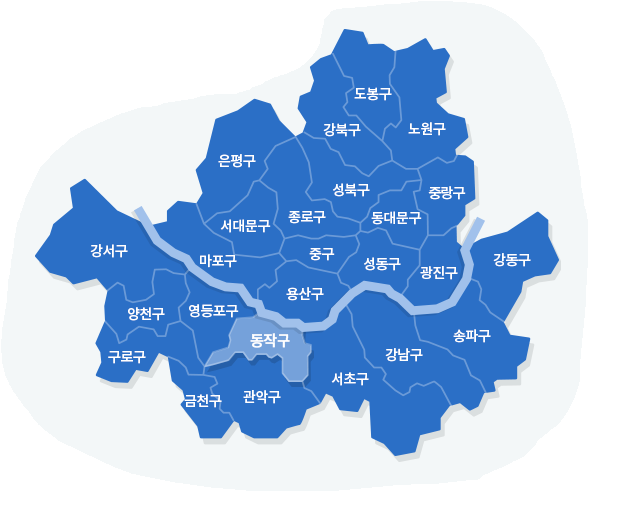 도봉구
강북구
노원구
은평구
성북구
중랑구
서대문구
종로구
동대문구
강서구
마포구
중구
성동구
광진구
강동구
용산구
양천구
영등포구
동작구
송파구
구로구
강남구
서초구
금천구
관악구